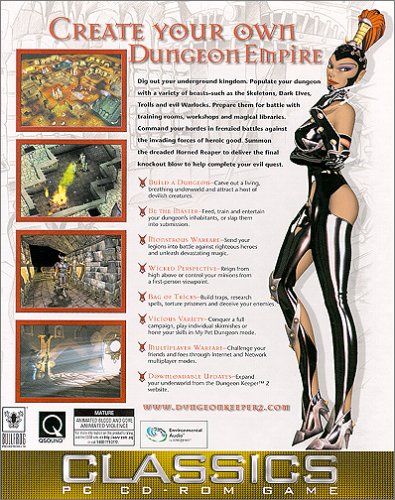 CREATE YOUR OWN
DUNGEON EMPIRE
Dig out your underground kingdom. Populate your dungeon
with a variety of beasts–such as the Skeletons, Dark Elves,
Trolls and evil Warlocks. Prepare them for battle with
training rooms, workshops and magical libraries.
Command your hordes in frenzied battles against
the invading forces of heroic good. Summon
the dreaded Horned Reaper to deliver the final
knockout blow to help complete your evil quest.
BUILD A DUNGEON–Carve out a living,
breathing underworld and attract a host of
devilish creatures.
BE THE MASTER–Feed, train and entertain
your dungeon's inhabitants, or slap them
into submission.
MONSTROUS WARFARE–Send your
legions into battle against righteous heroes
and unleash devastating magic.
WICKED PERSPECTIVE–Reign from
high above or control your minions from
a first-person viewpoint.
BAG OF TRICKS–Build traps, research
spells, torture prisoners and deceive your enemies.
VICIOUS VARIETY–Conquer a full
campaign, play individual skirmishes or
hone your skills in My Pet Dungeon mode.
MULTIPLAYER WARFARE–Challenge your
friends and foes through Internet and Network
multiplayer modes.
DOWNLOADABLE UPDATES–Expand
your underworld from the Dungeon Keeper™ 2
website.
WWW.DUNGEONKEEPER2.COM
BULLFROG
QSOUND
MATURE
ANIMATED BLOOD AND GORE
ANIMATED VIOLENCE
Environmental
Audio
CLASSICS
PC CD-ROM GAME